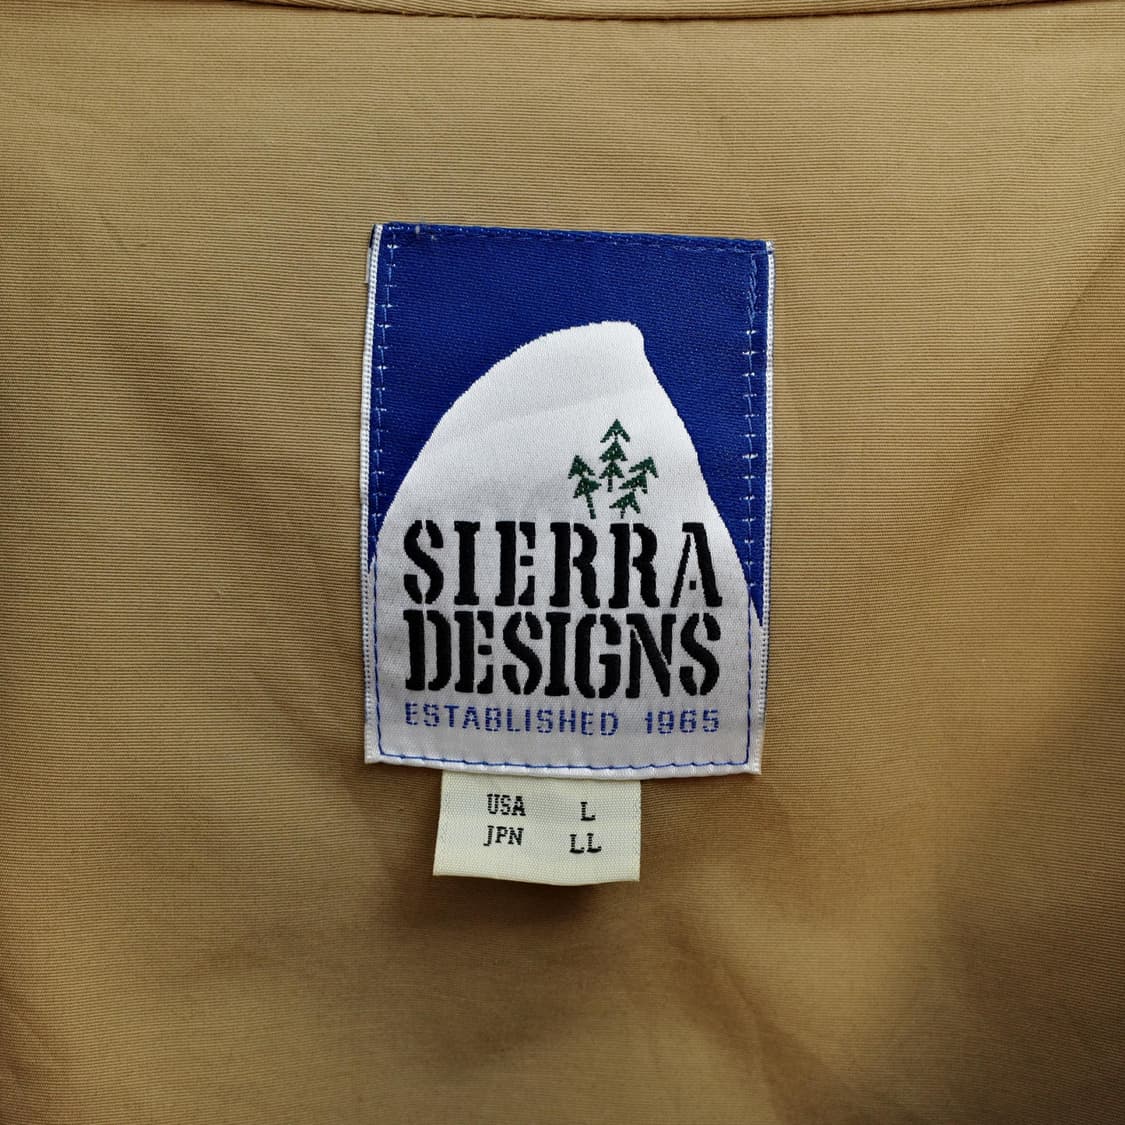 SIERRA
DESIGNS
ESTABLISHED 1965
USA L
JPN LL